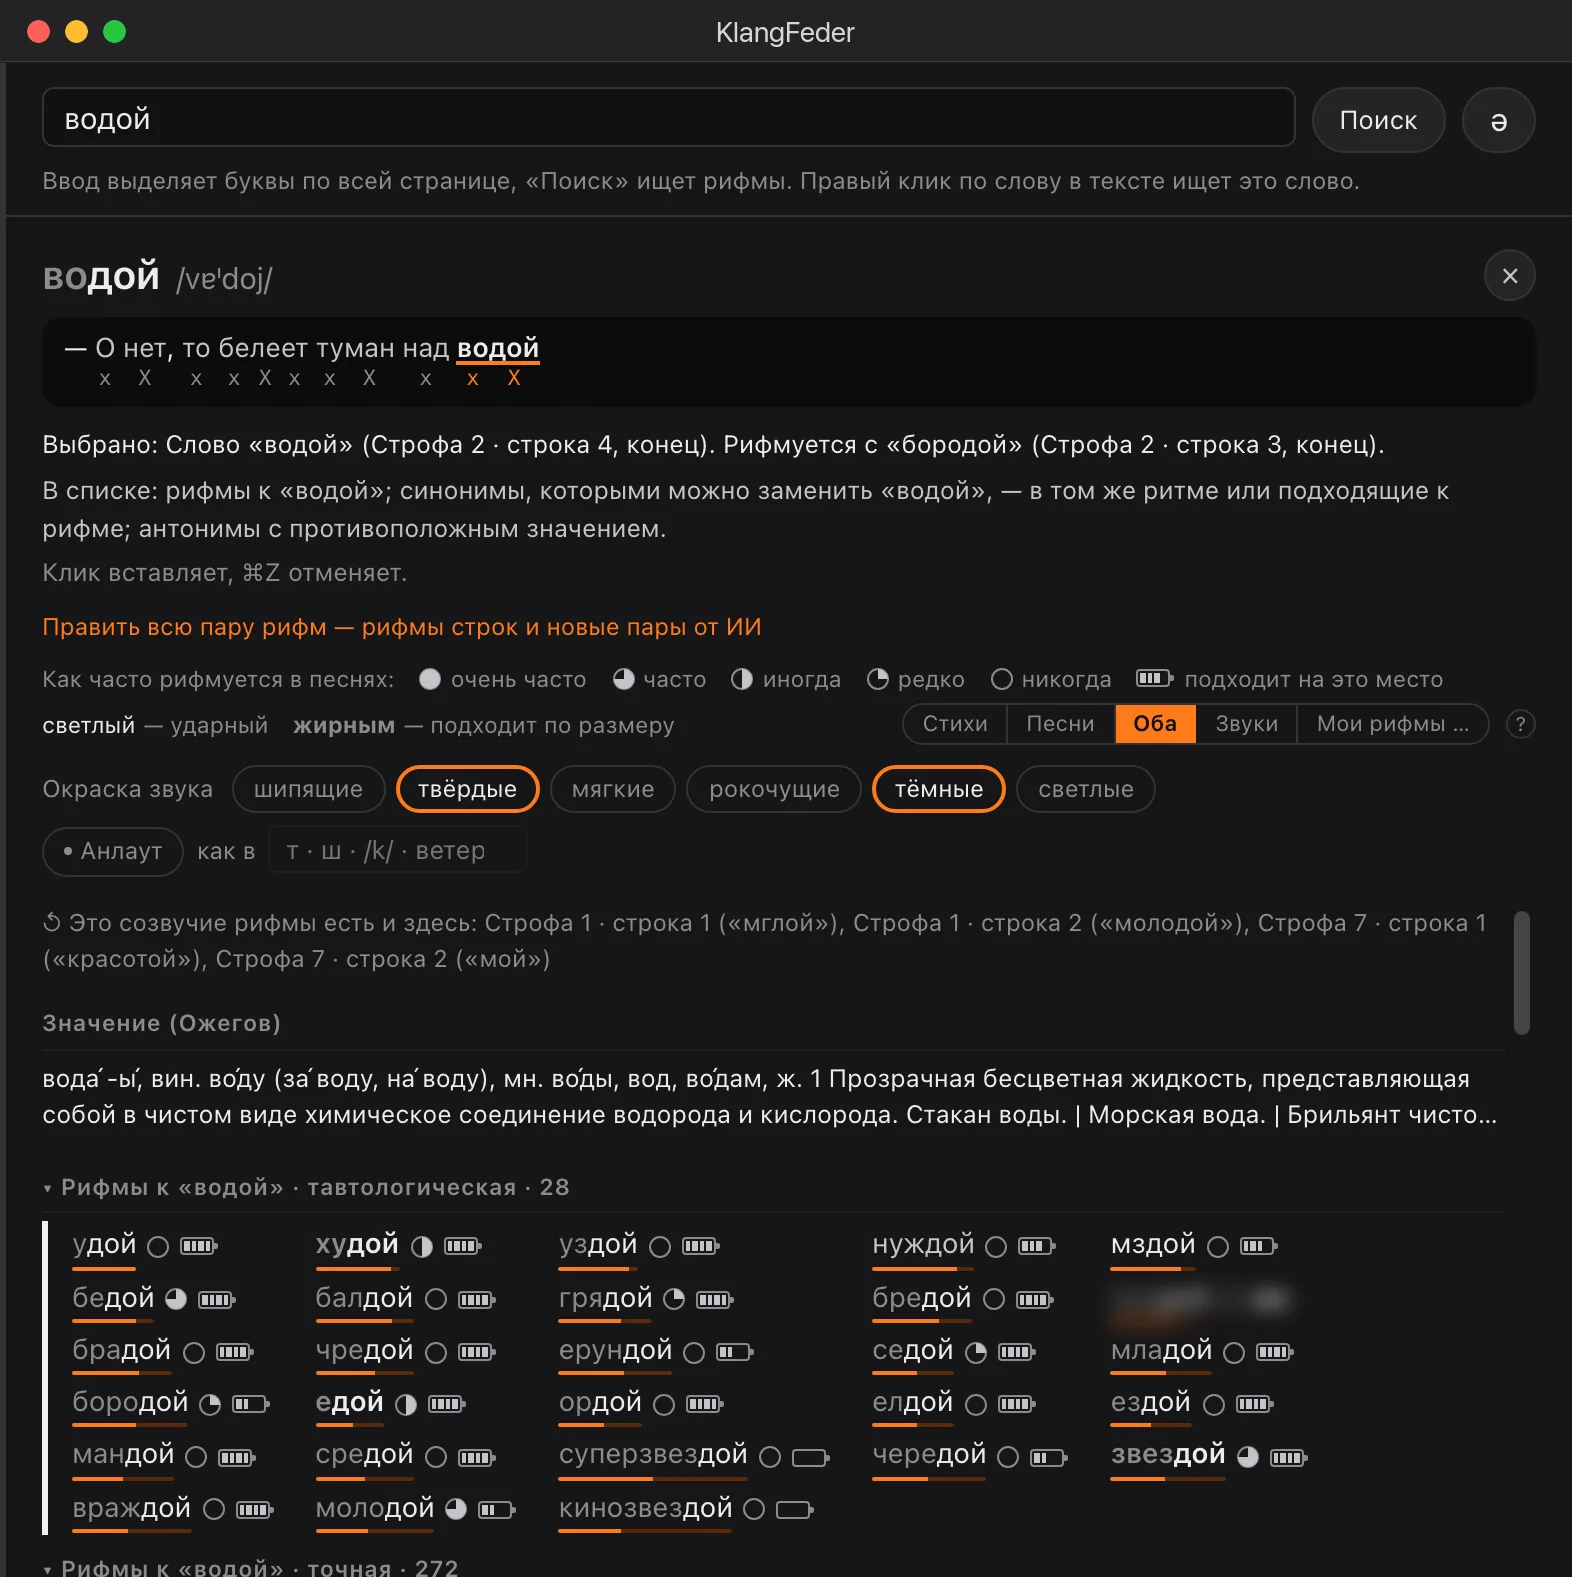 KlangFeder
водой
Поиск
ə
Ввод выделяет буквы по всей странице, «Поиск» ищет рифмы. Правый клик по слову в тексте ищет это слово.
водой /vɐˈdoj/
×
— О нет, то белеет туман над водой
x X x x X x x X x x X
Выбрано: Слово «водой» (Строфа 2 · строка 4, конец). Рифмуется с «бородой» (Строфа 2 · строка 3, конец).
В списке: рифмы к «водой»; синонимы, которыми можно заменить «водой», — в том же ритме или подходящие к
рифме; антонимы с противоположным значением.
Клик вставляет, ⌘Z отменяет.
Править всю пару рифм — рифмы строк и новые пары от ИИ
Как часто рифмуется в песнях: очень часто часто иногда редко никогда подходит на это место
светлый — ударный жирным — подходит по размеру
Стихи Песни Оба Звуки Мои рифмы ... ?
Окраска звука шипящие твёрдые мягкие рокочущие тёмные светлые
• Анлаут как в т · ш · /k/ · ветер
↺ Это созвучие рифмы есть и здесь: Строфа 1 · строка 1 («мглой»), Строфа 1 · строка 2 («молодой»), Строфа 7 · строка 1
(«красотой»), Строфа 7 · строка 2 («мой»)
Значение (Ожегов)
вода́ -ы́, вин. во́ду (за́ воду, на́ воду), мн. во́ды, вод, во́дам, ж. 1 Прозрачная бесцветная жидкость, представляющая
собой в чистом виде химическое соединение водорода и кислорода. Стакан воды. | Морская вода. | Брильянт чисто...
▾ Рифмы к «водой» · тавтологическая · 28
удой худой уздой нуждой мздой
бедой балдой грядой бредой
брадой чредой ерундой седой младой
бородой едой ордой елдой ездой
мандой средой суперзвездой чередой звездой
враждой молодой кинозвездой
▾ Рифмы к «водой» · точная · 272